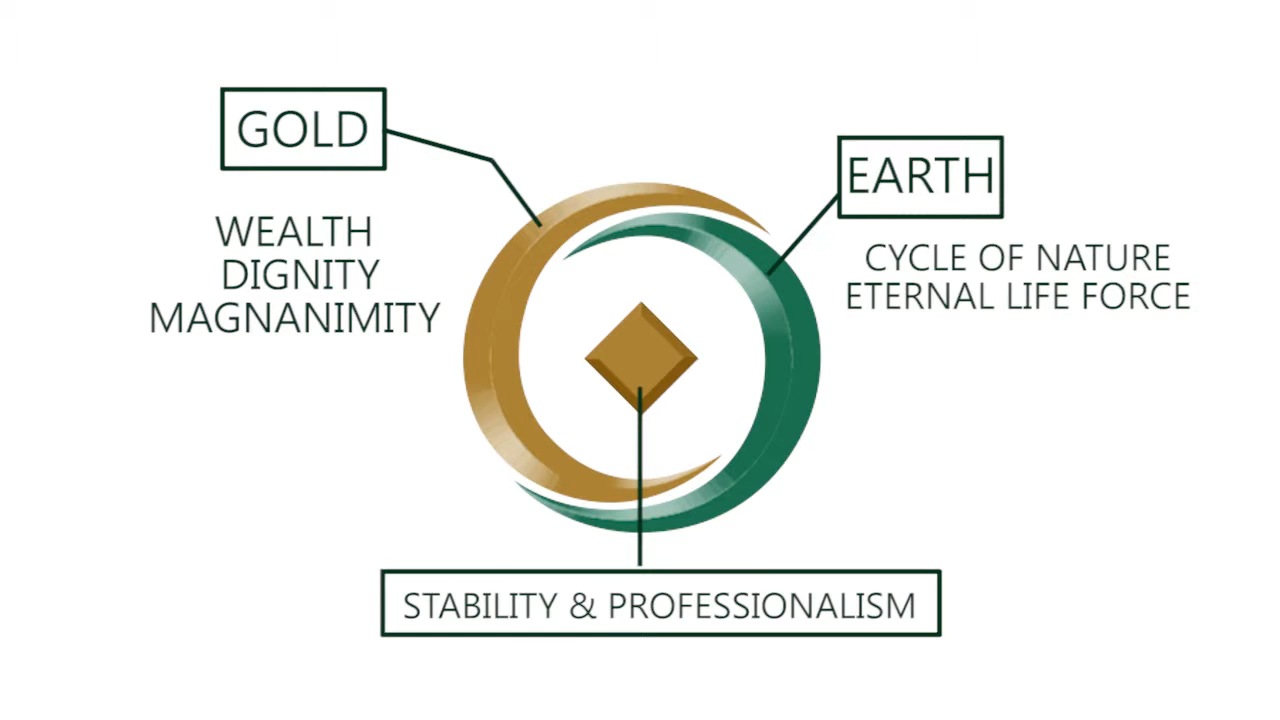 GOLD
WEALTH
DIGNITY
MAGNANIMITY
EARTH
CYCLE OF NATURE
ETERNAL LIFE FORCE
STABILITY & PROFESSIONALISM